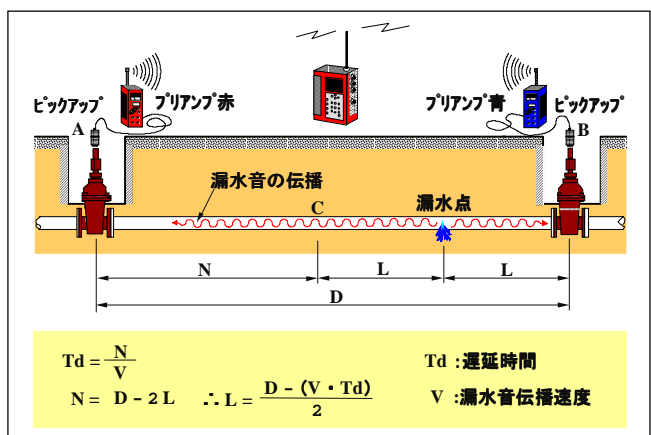 ピックアップ
プリアンプ赤
プリアンプ青
ピックアップ
A
B
漏水音の伝播
C
漏水点
N
L
L
D
Td = N / V
Td :遅延時間
N = D - 2 L ∴ L = D - (V・Td) / 2
V :漏水音伝播速度